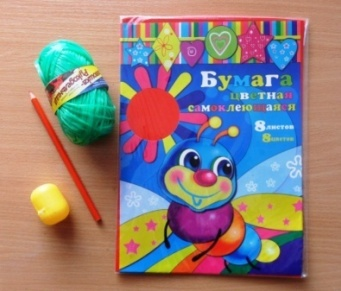 Бумага
цветная
самоклеющаяся
8 листов
8 цветов